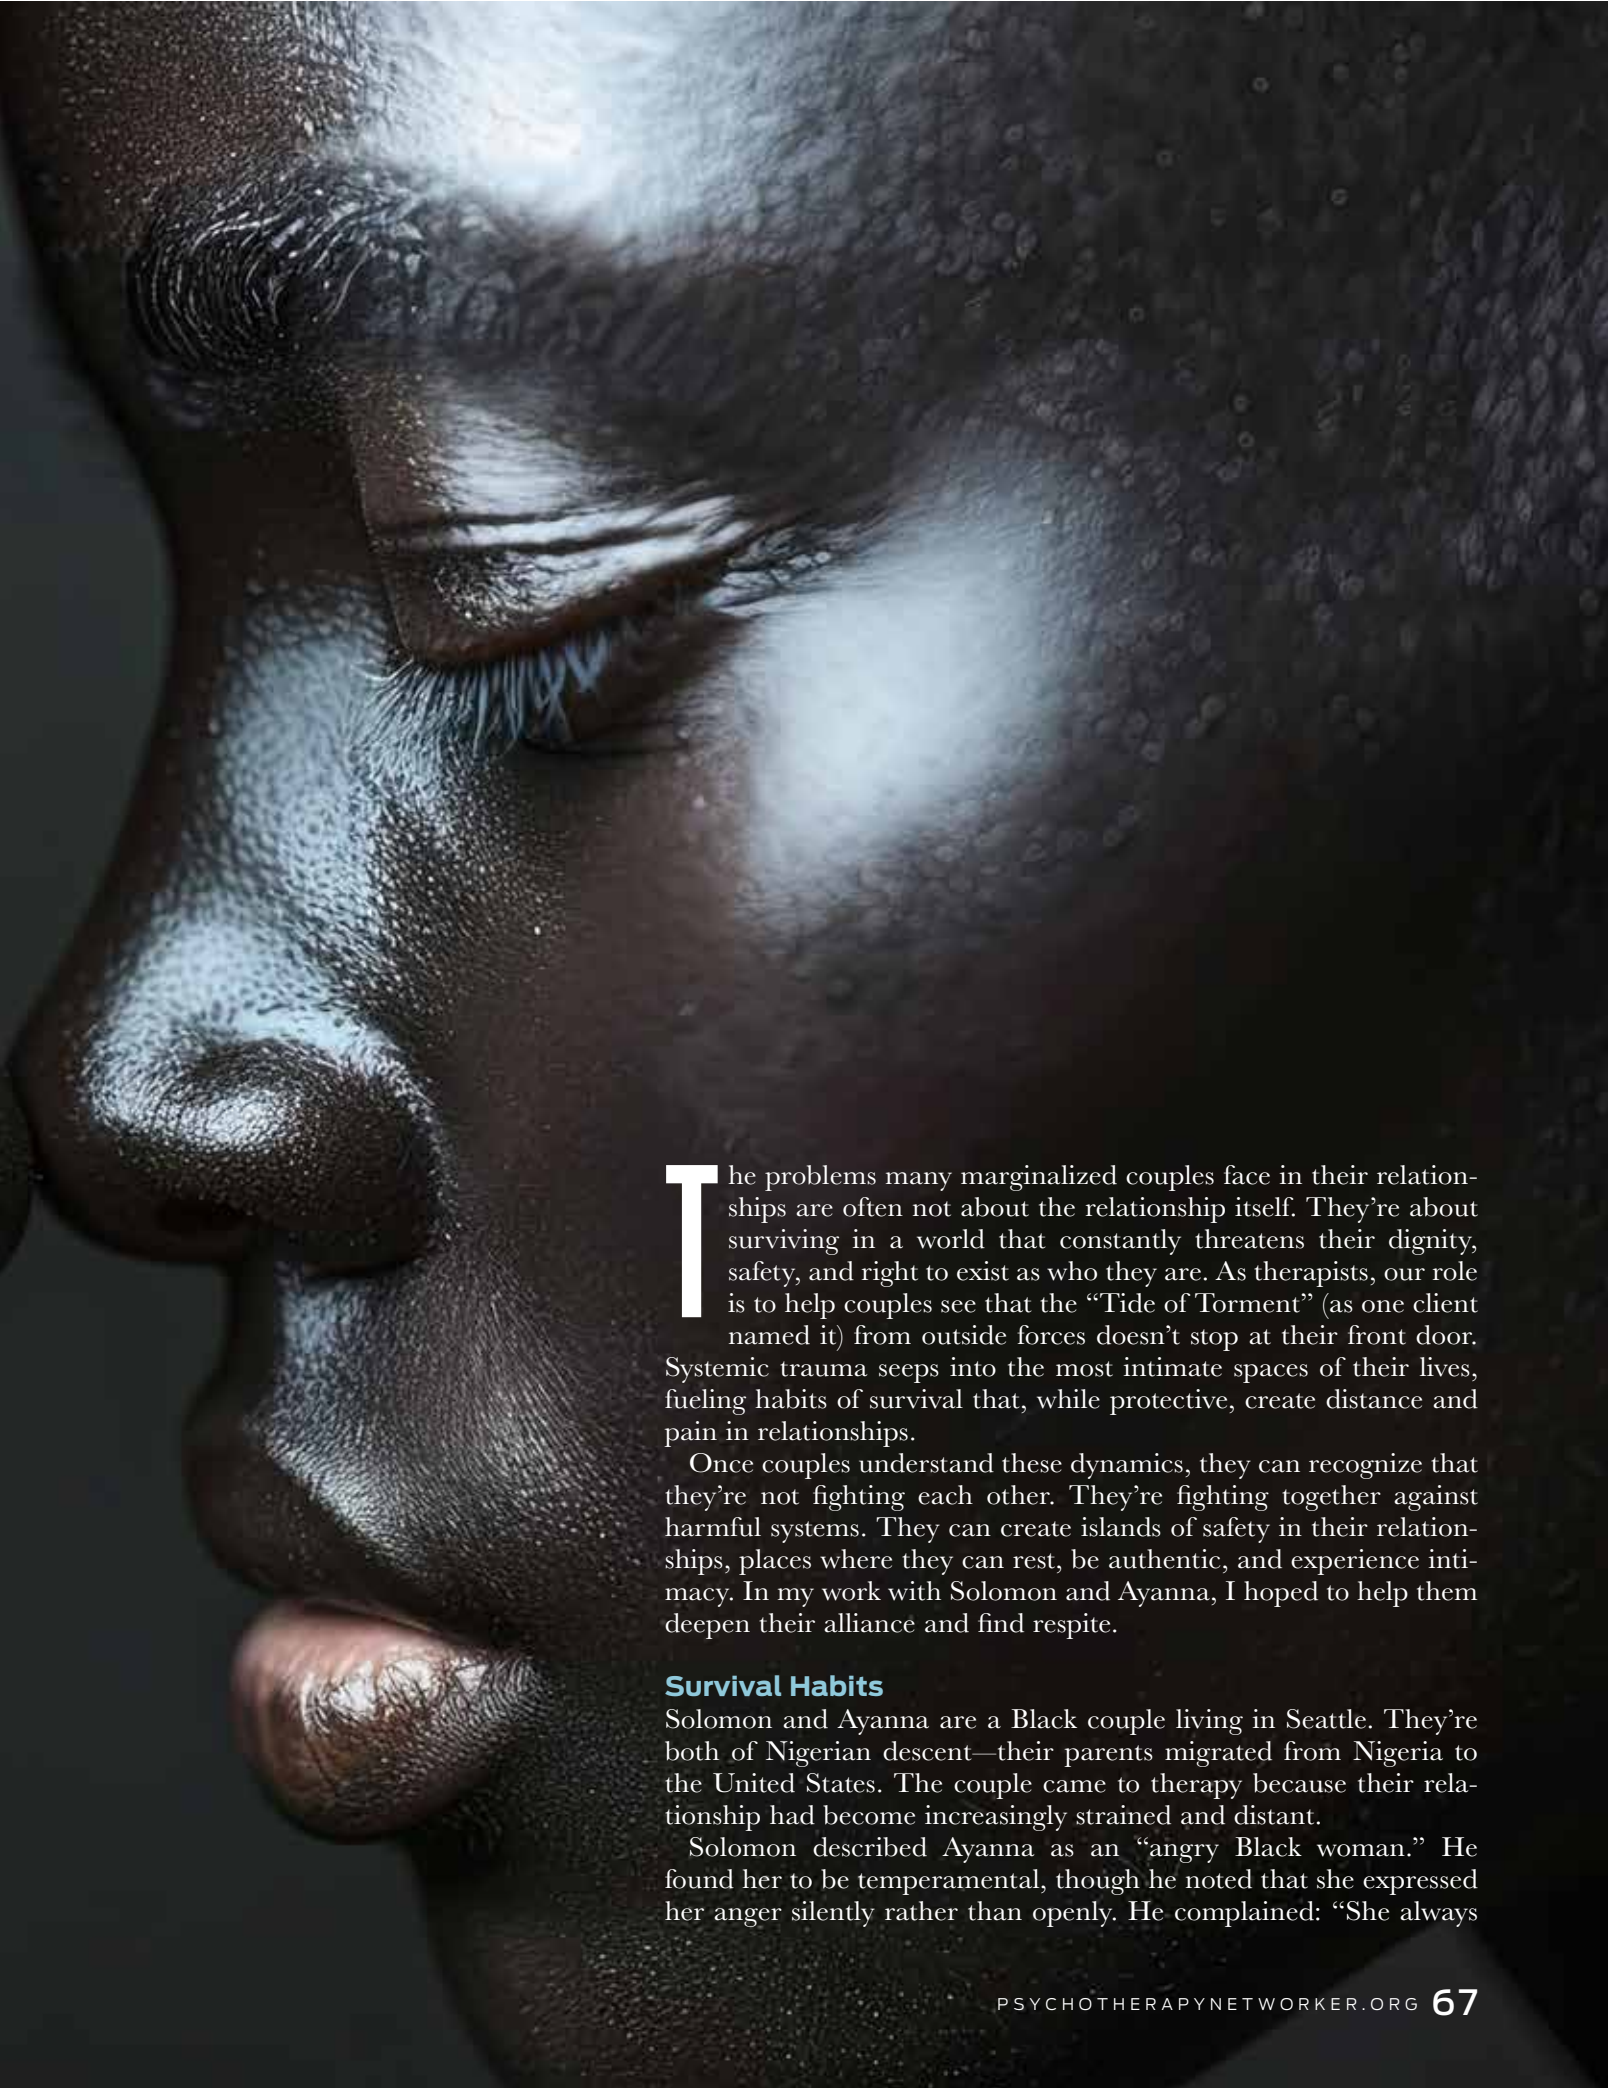 The problems many marginalized couples face in their relation-
ships are often not about the relationship itself. They’re about
surviving in a world that constantly threatens their dignity,
safety, and right to exist as who they are. As therapists, our role
is to help couples see that the “Tide of Torment” (as one client
named it) from outside forces doesn’t stop at their front door.
Systemic trauma seeps into the most intimate spaces of their lives,
fueling habits of survival that, while protective, create distance and
pain in relationships.
Once couples understand these dynamics, they can recognize that
they’re not fighting each other. They’re fighting together against
harmful systems. They can create islands of safety in their relation-
ships, places where they can rest, be authentic, and experience inti-
macy. In my work with Solomon and Ayanna, I hoped to help them
deepen their alliance and find respite.
Survival Habits
Solomon and Ayanna are a Black couple living in Seattle. They’re
both of Nigerian descent—their parents migrated from Nigeria to
the United States. The couple came to therapy because their rela-
tionship had become increasingly strained and distant.
Solomon described Ayanna as an “angry Black woman.” He
found her to be temperamental, though he noted that she expressed
her anger silently rather than openly. He complained: “She always
PSYCHOTHERAPYNETWORKER.ORG 67